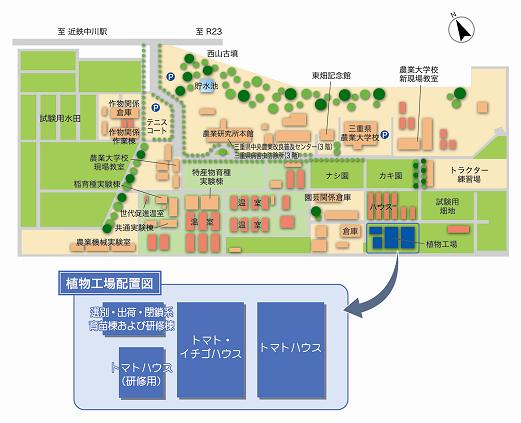 至 近鉄中川駅
至 R23
西山古墳
貯水池
東畑記念館
農業大学校
新現場教室
P
P
P
試験用水田
作物関係
倉庫
作物関係
作業棟
テニス
コート
農業研究所本館
三重県中央農業改良普及センター(3階)
三重県病害虫防除所(3階)
三重県
農業大学校
農業大学校
現場教室
稲育種実験棟
特産物育種
実験棟
ナシ園
カキ園
トラクター
練習場
世代促進温室
共通実験棟
農業機械実験室
温 室
温 室
温 室
温 室
園芸関係倉庫
倉庫
ハウス
試験用
畑地
植物工場
植物工場配置図
選別・出荷・閉鎖系
育苗棟および研修棟
トマトハウス
(研修用)
トマト・
イチゴハウス
トマトハウス